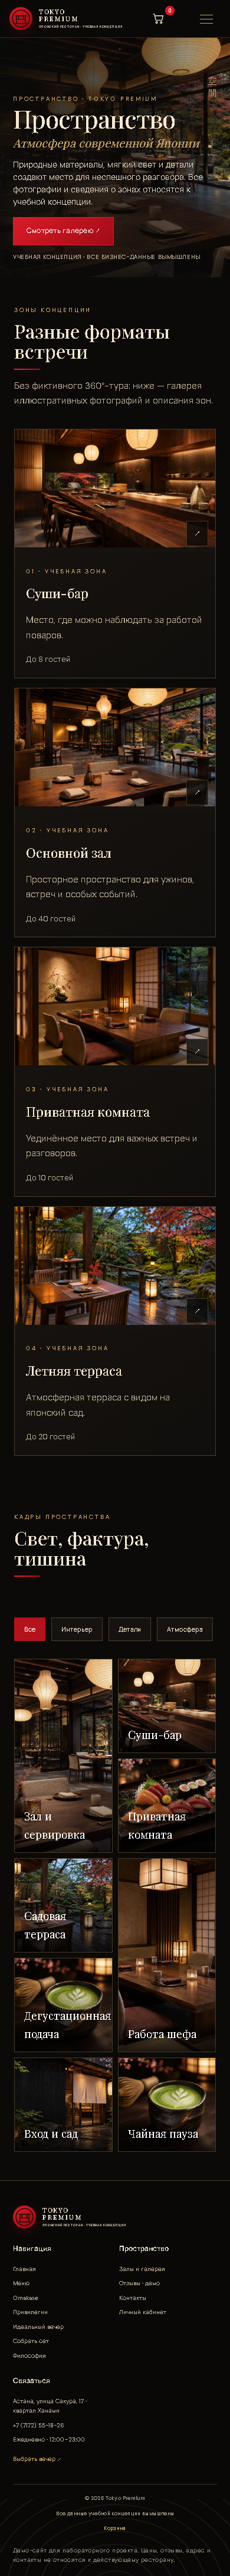 TOKYO
PREMIUM
ЯПОНСКИЙ РЕСТОРАН · УЧЕБНАЯ КОНЦЕПЦИЯ
0
ПРОСТРАНСТВО · TOKYO PREMIUM
Пространство
Атмосфера современной Японии
Природные материалы, мягкий свет и детали
создают место для неспешного разговора. Все
фотографии и сведения о зонах относятся к
учебной концепции.
Смотреть галерею ↗
УЧЕБНАЯ КОНЦЕПЦИЯ · ВСЕ БИЗНЕС-ДАННЫЕ ВЫМЫШЛЕНЫ
ЗОНЫ КОНЦЕПЦИИ
Разные форматы
встречи
Без фиктивного 360°-тура: ниже — галерея
иллюстративных фотографий и описания зон.
↗
01 · УЧЕБНАЯ ЗОНА
Суши-бар
Место, где можно наблюдать за работой
поваров.
До 8 гостей
↗
02 · УЧЕБНАЯ ЗОНА
Основной зал
Просторное пространство для ужинов,
встреч и особых событий.
До 40 гостей
↗
03 · УЧЕБНАЯ ЗОНА
Приватная комната
Уединённое место для важных встреч и
разговоров.
До 10 гостей
↗
04 · УЧЕБНАЯ ЗОНА
Летняя терраса
Атмосферная терраса с видом на
японский сад.
До 20 гостей
КАДРЫ ПРОСТРАНСТВА
Свет, фактура,
тишина
Все
Интерьер
Детали
Атмосфера
Зал и
сервировка
Суши-бар
Приватная
комната
Садовая
терраса
Работа шефа
Дегустационная
подача
Вход и сад
Чайная пауза
TOKYO
PREMIUM
ЯПОНСКИЙ РЕСТОРАН · УЧЕБНАЯ КОНЦЕПЦИЯ
Навигация
Главная
Меню
Omakase
Привилегии
Идеальный вечер
Собрать сет
Философия
Пространство
Залы и галерея
Отзывы · демо
Контакты
Личный кабинет
Связаться
Астана, улица Сакура, 17 ·
квартал Ханами
+7 (7172) 55-18-26
Ежедневно · 12:00–23:00
Выбрать вечер ↗
© 2026 Tokyo Premium
Все данные учебной концепции вымышлены
Корзина
Демо-сайт для лабораторного проекта. Цены, отзывы, адрес и
контакты не относятся к действующему ресторану.